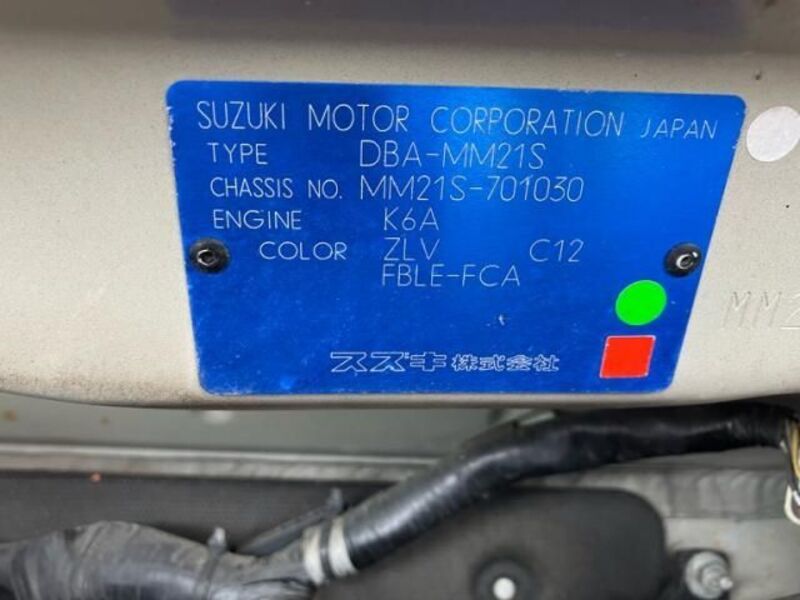 SUZUKI MOTOR CORPORATION JAPAN
TYPE DBA-MM21S
CHASSIS NO. MM21S-701030
ENGINE K6A
COLOR ZLV C12
FBLE-FCA
スズキ株式会社
MM2